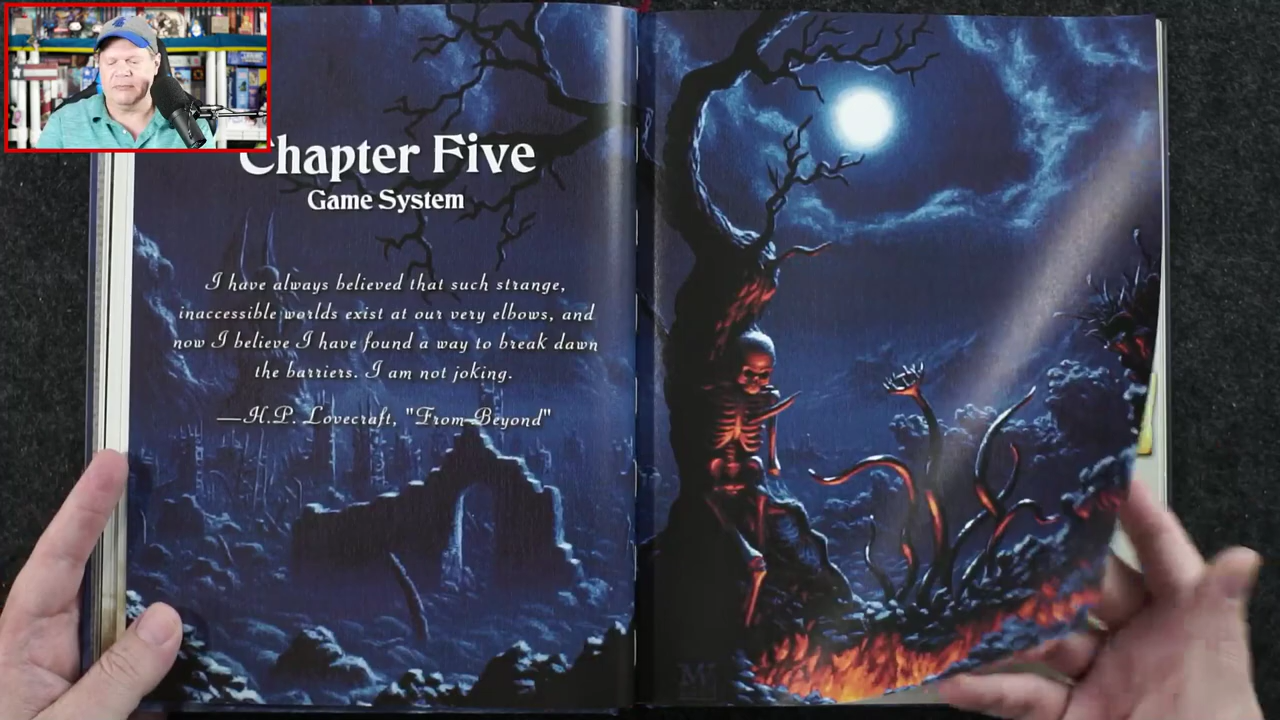 Chapter Five
Game System
I have always believed that such strange,
inaccessible worlds exist at our very elbows, and
now I believe I have found a way to break dawn
the barriers. I am not joking.
—H.P. Lovecraft, "From Beyond"